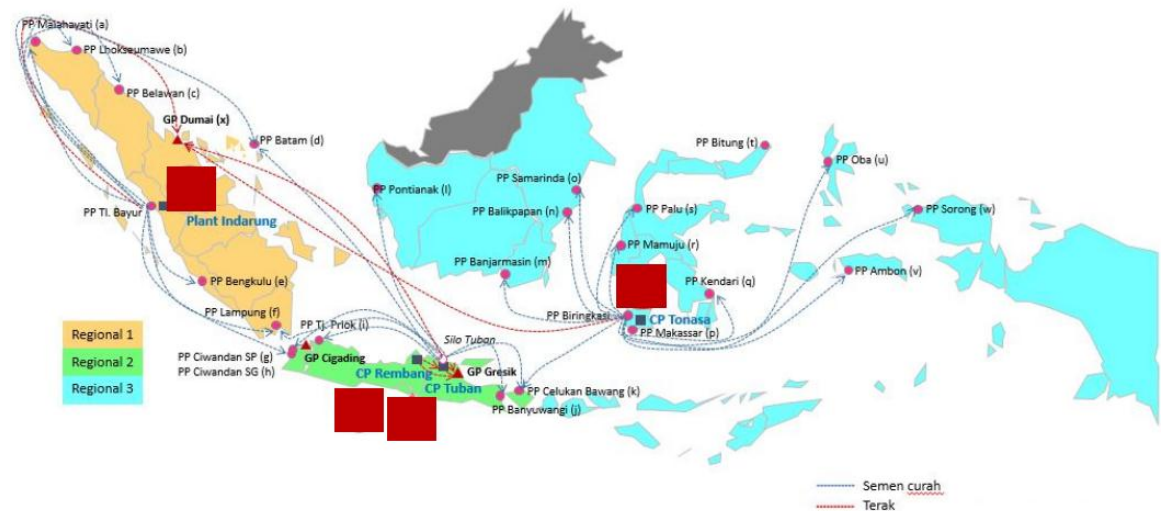 PP Malahayati (a)
PP Lhokseumawe (b)
PP Belawan (c)
GP Dumai (x)
PP Batam (d)
PP Tl. Bayur
Plant Indarung
PP Bengkulu (e)
PP Lampung (f)
PP Tj. Priok (i)
PP Ciwandan SP (g)
PP Ciwandan SG (h)
GP Cigading
CP Rembang
CP Tuban
Silo Tuban
GP Gresik
PP Celukan Bawang (k)
PP Banyuwangi (j)
PP Pontianak (l)
PP Samarinda (o)
PP Balikpapan (n)
PP Banjarmasin (m)
PP Bitung (t)
PP Oba (u)
PP Palu (s)
PP Mamuju (r)
PP Kendari (q)
PP Biringkasi
CP Tonasa
PP Makassar (p)
PP Sorong (w)
PP Ambon (v)
Regional 1
Regional 2
Regional 3
Semen curah
Terak